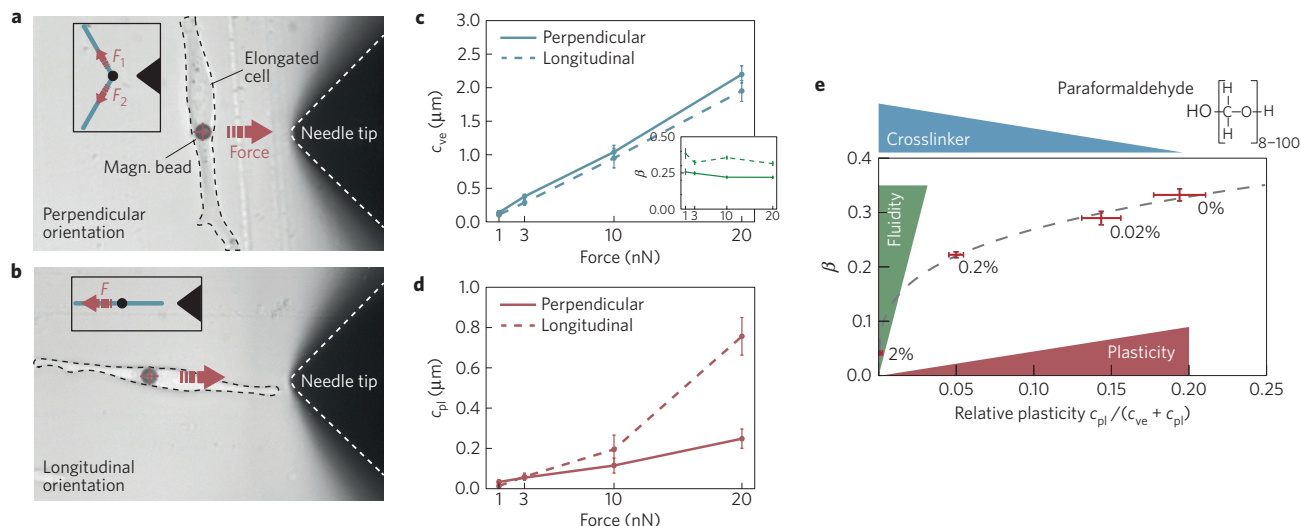 a
F1
F2
Elongated
cell
Needle tip
Force
Magn. bead
Perpendicular
orientation
b
F
Needle tip
Longitudinal
orientation
c
3.0
2.5
2.0
1.5
1.0
0.5
0.0
cve (μm)
Perpendicular
Longitudinal
0.50
0.25
0.00
β
1 3 10 20
1 3 10 20
Force (nN)
d
1.0
0.8
0.6
0.4
0.2
0.0
cpl (μm)
Perpendicular
Longitudinal
1 3 10 20
Force (nN)
e
Paraformaldehyde
H
HO C O H
H
8–100
Crosslinker
0.4
0.3
0.2
0.1
0
β
Fluidity
0%
0.02%
0.2%
2%
Plasticity
0.05 0.10 0.15 0.20 0.25
Relative plasticity cpl/(cve + cpl)